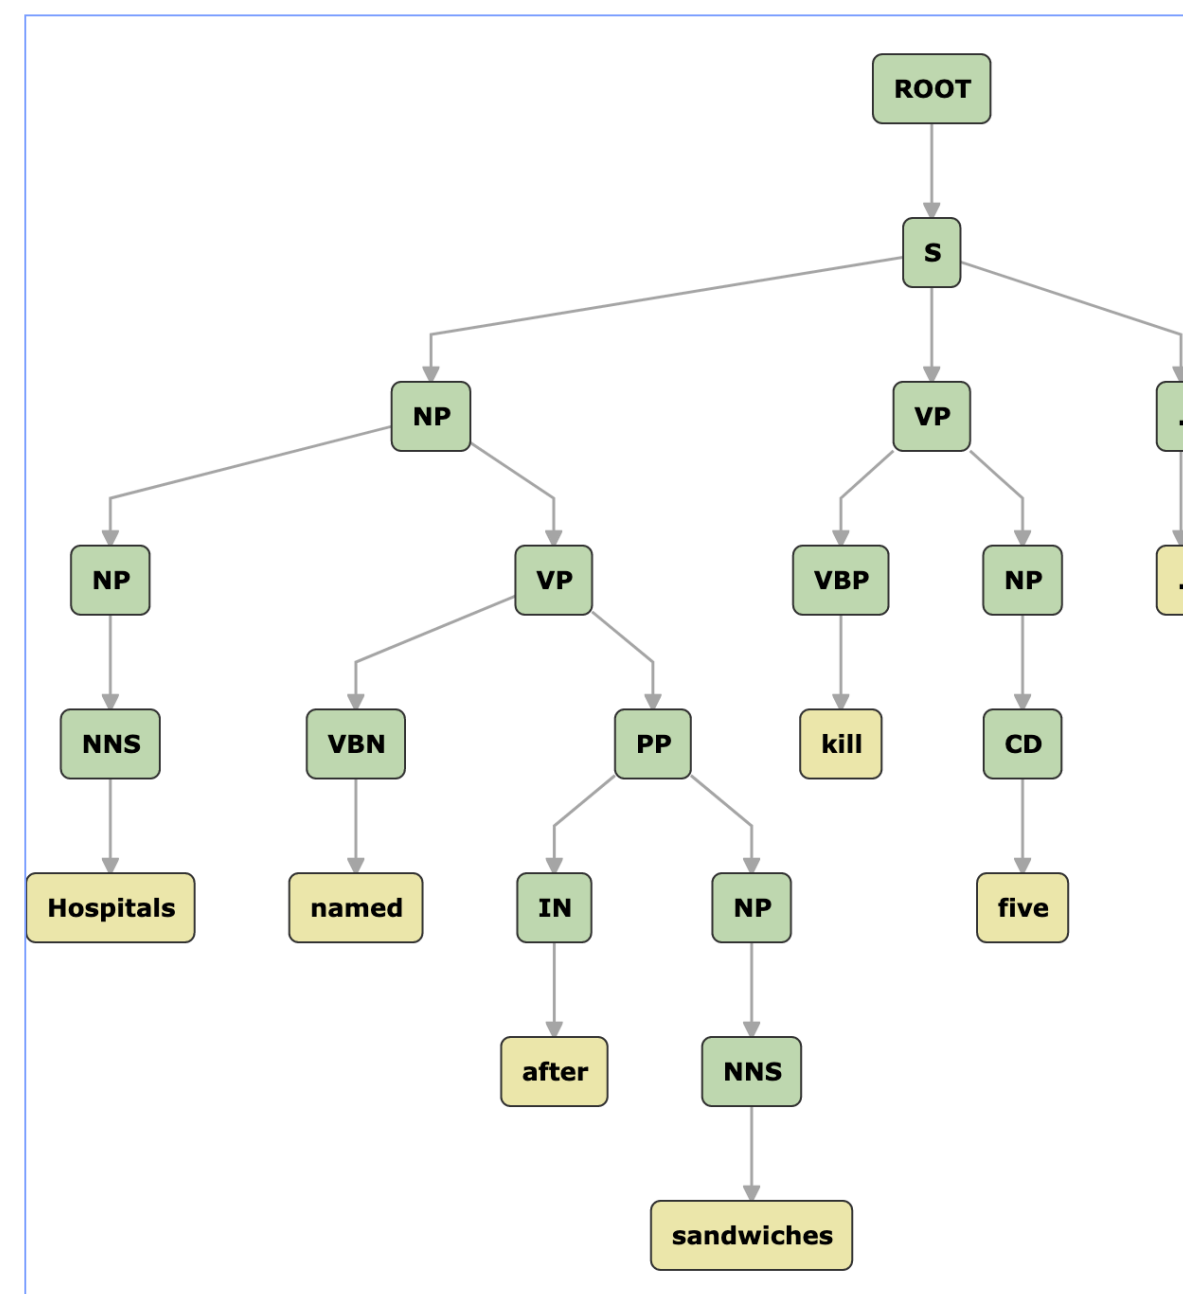 ROOT
S
NP VP .
NP VP VBP NP .
NNS VBN PP kill CD
Hospitals named IN NP five
after NNS
sandwiches